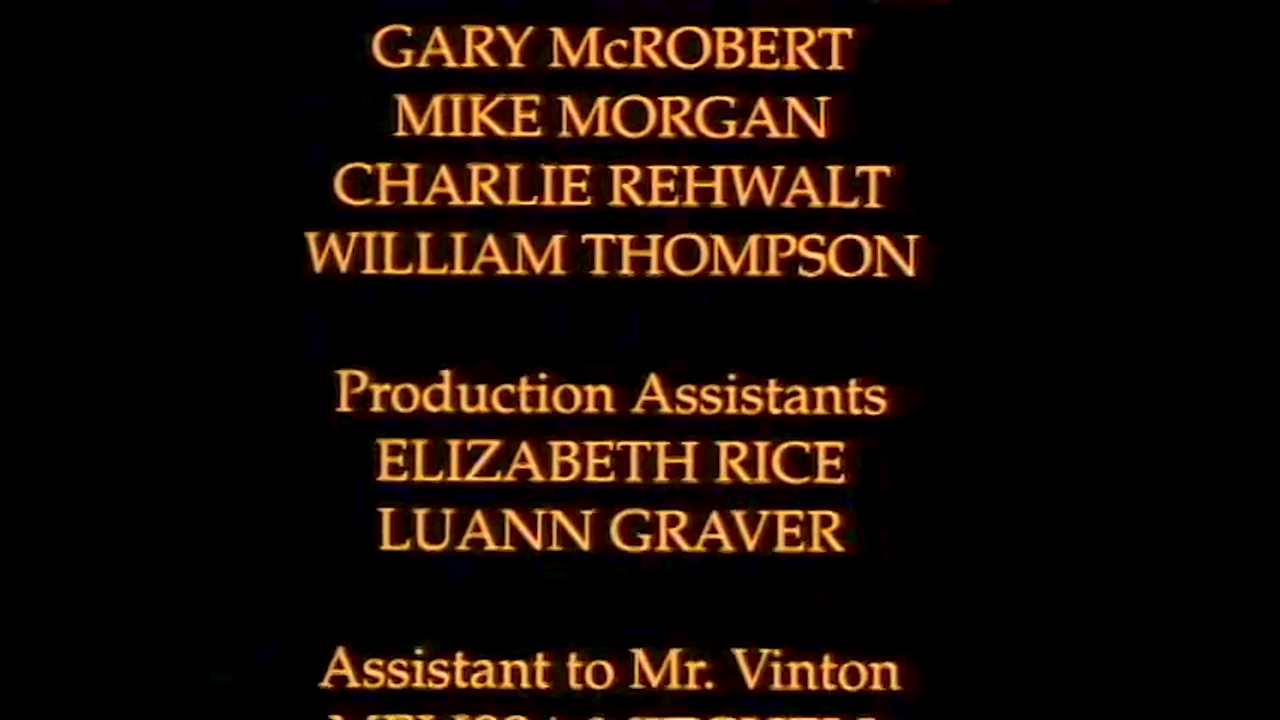 GARY McROBERT
MIKE MORGAN
CHARLIE REHWALT
WILLIAM THOMPSON
Production Assistants
ELIZABETH RICE
LUANN GRAVER
Assistant to Mr. Vinton